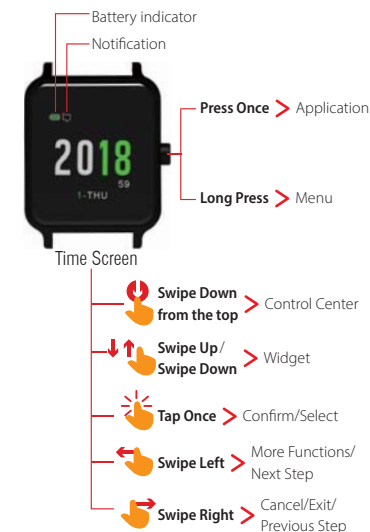 Battery indicator
Notification
Press Once > Application
2018
59
1-THU
Long Press > Menu
Time Screen
Swipe Down
from the top > Control Center
Swipe Up/
Swipe Down > Widget
Tap Once > Confirm/Select
Swipe Left > More Functions/
Next Step
Swipe Right > Cancel/Exit/
Previous Step